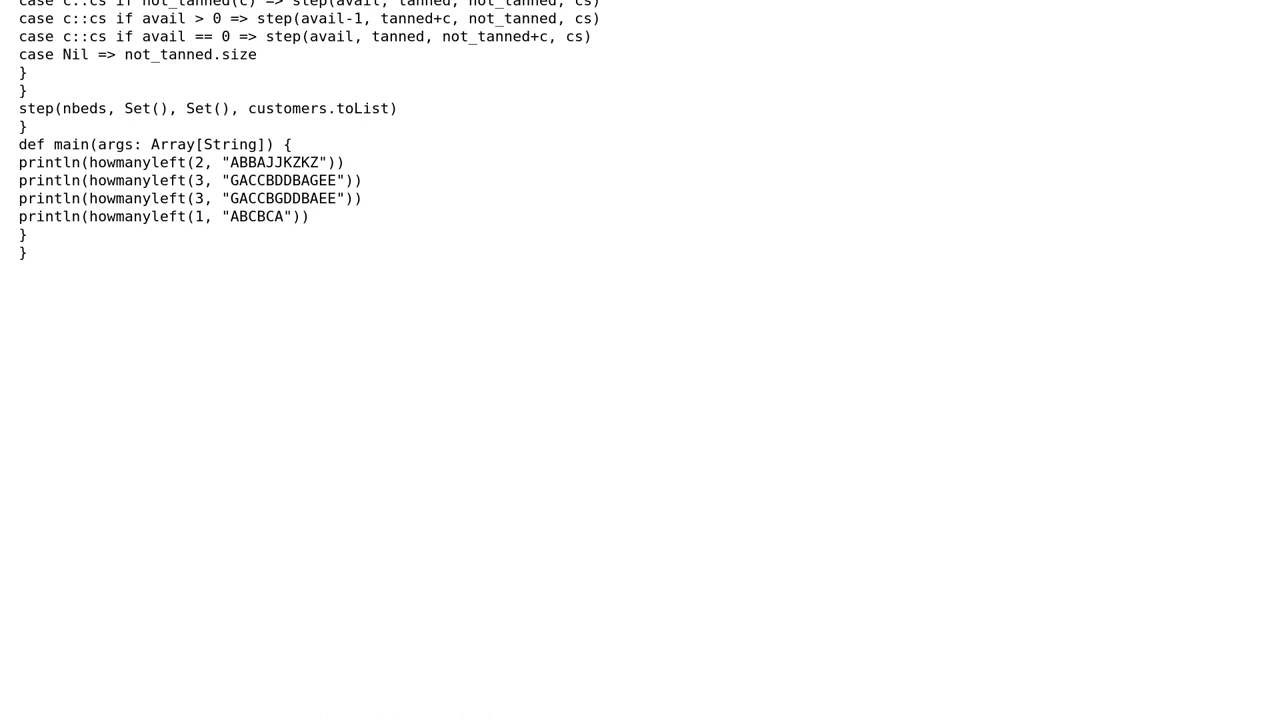 case c::cs if not_tanned(c) => step(avail, tanned, not_tanned, cs)
case c::cs if avail > 0 => step(avail-1, tanned+c, not_tanned, cs)
case c::cs if avail == 0 => step(avail, tanned, not_tanned+c, cs)
case Nil => not_tanned.size
}
}
step(nbeds, Set(), Set(), customers.toList)
}
def main(args: Array[String]) {
println(howmanyleft(2, "ABBAJJKZKZ"))
println(howmanyleft(3, "GACCBDDBAGEE"))
println(howmanyleft(3, "GACCBGDDBAEE"))
println(howmanyleft(1, "ABCBCA"))
}
}